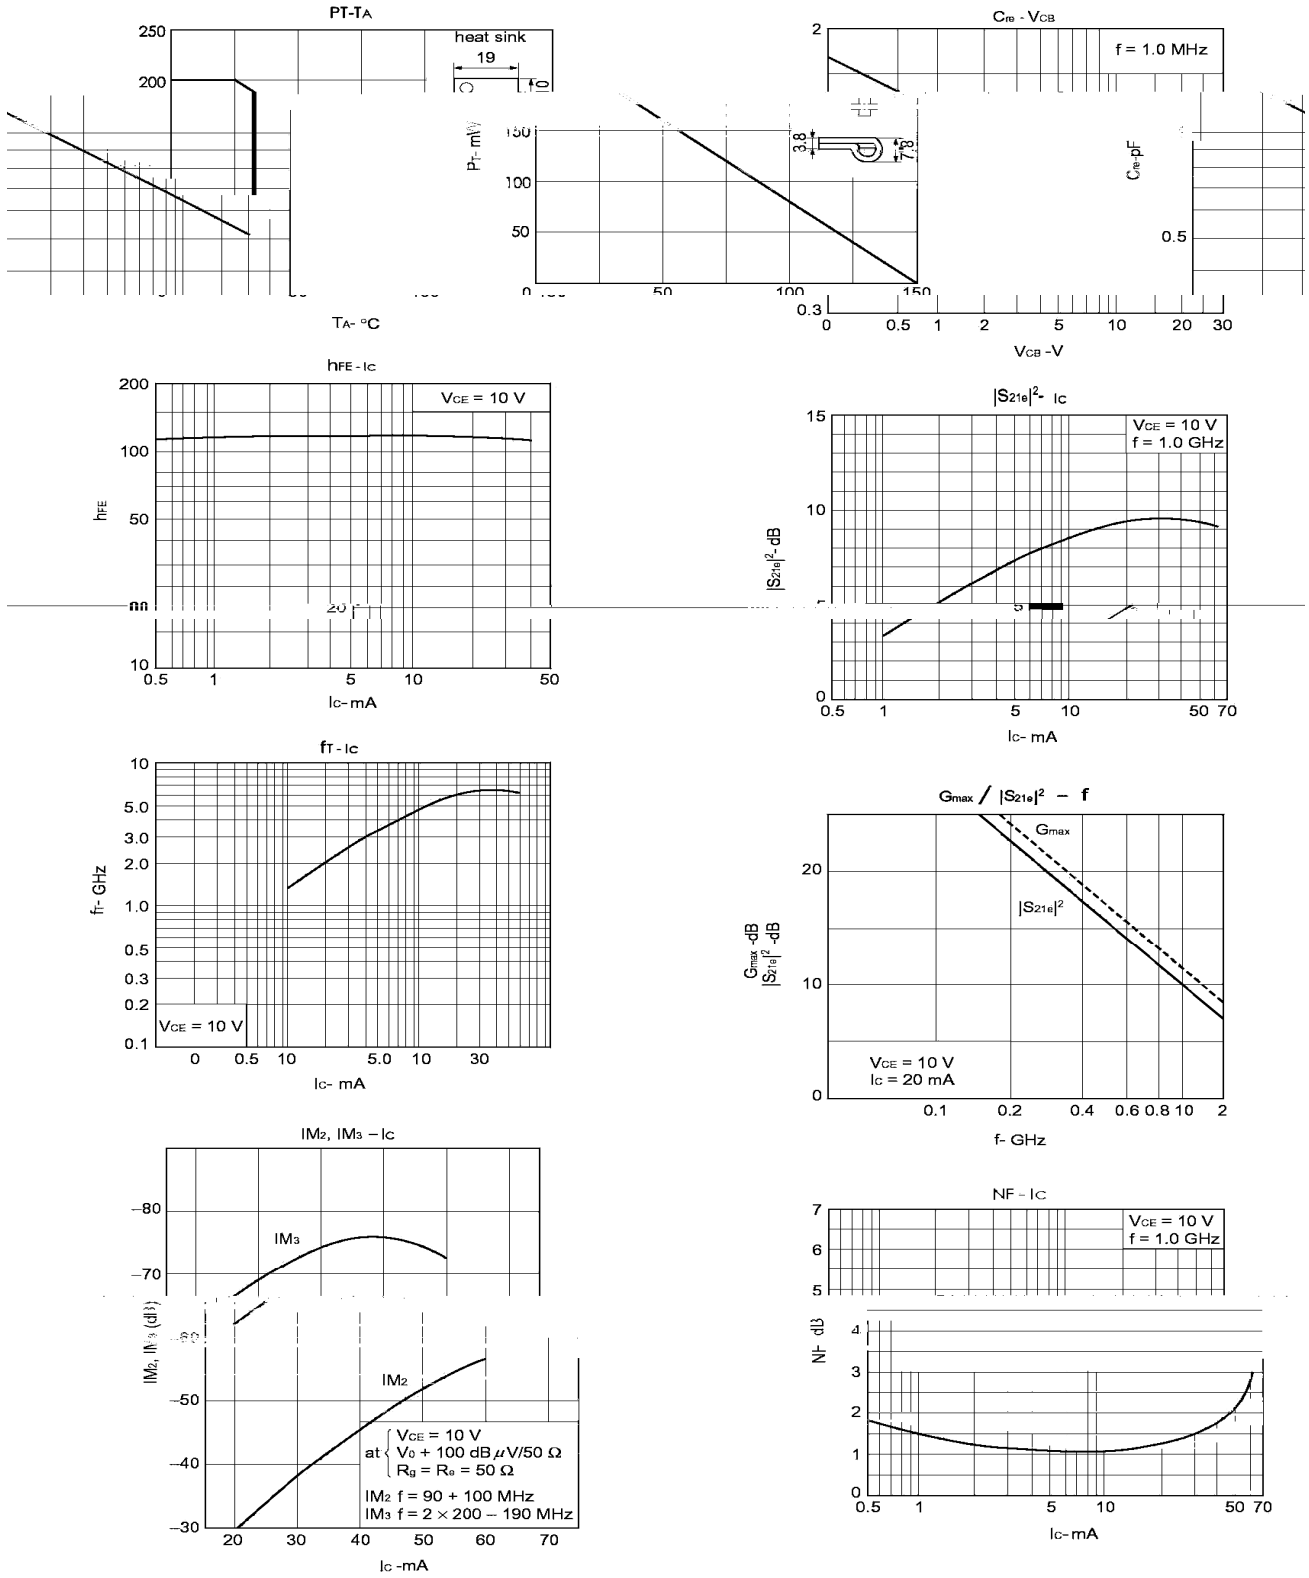 PT-TA
250
200
heat sink
19
PT- mW
150
100
50
3.8
7.8
0
50
100
150
TA- °C
Cre - VCB
2
f = 1.0 MHz
Cre-pF
0.5
0.3
0 0.5 1 2 5 10 20 30
VCB -V
hFE - IC
200
VCE = 10 V
100
hFE
50
20
10
0.5 1 5 10 50
IC- mA
|S21e|²- IC
15
VCE = 10 V
f = 1.0 GHz
10
|S21e|²- dB
5
0
0.5 1 5 10 50 70
IC- mA
fT - IC
10
5.0
3.0
2.0
fT- GHz
1.0
0.5
0.3
0.2
VCE = 10 V
0.1
0 0.5 10 5.0 10 30
IC- mA
Gmax / |S21e|² – f
Gmax
20
|S21e|²
Gmax -dB
|S21e|² -dB
10
VCE = 10 V
IC = 20 mA
0
0.1 0.2 0.4 0.6 0.8 10 2
f- GHz
IM2, IM3 – IC
–80
IM3
–70
IM2, IM3 (dB)
IM2
–50
VCE = 10 V
at V0 + 100 dB μV/50 Ω
Rg = Re = 50 Ω
–40
IM2 f = 90 + 100 MHz
IM3 f = 2 × 200 – 190 MHz
–30
20 30 40 50 60 70
IC -mA
NF - IC
7
VCE = 10 V
f = 1.0 GHz
6
5
NF- dB
4
3
2
1
0
0.5 1 5 10 50 70
IC- mA